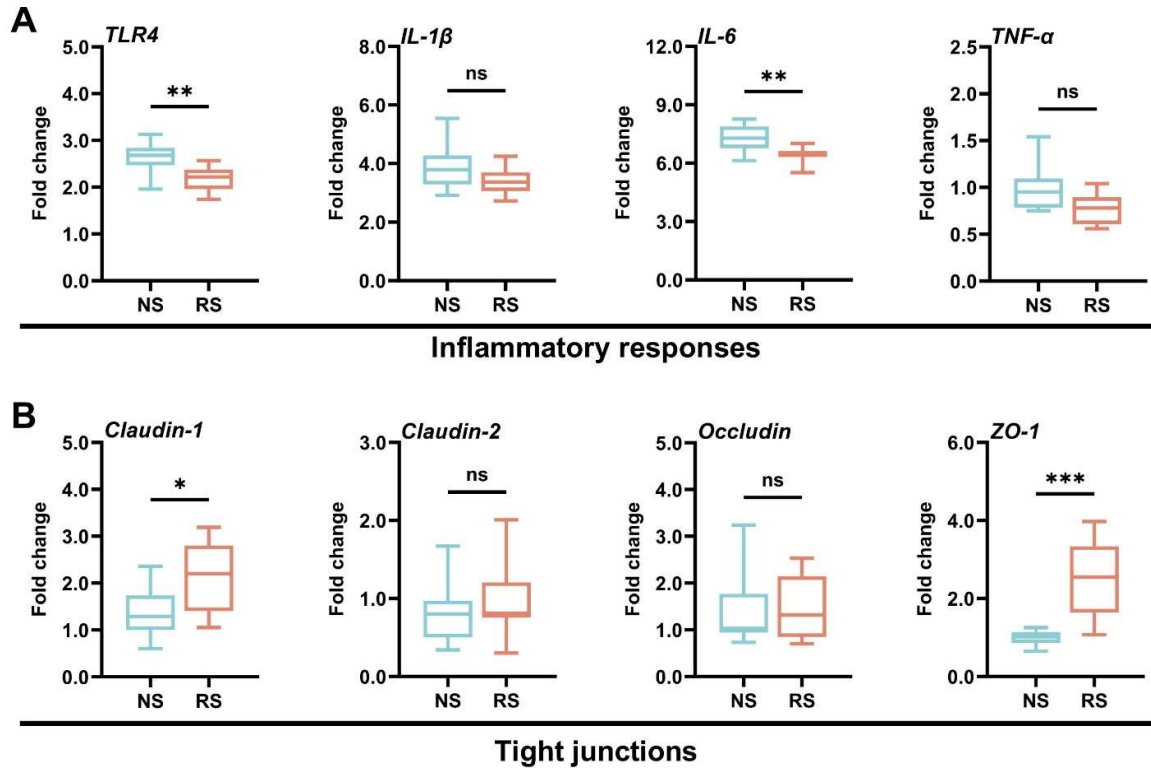 A
TLR4
Fold change
5.0
4.0
3.0
2.0
1.0
0.0
**
NS RS
IL-1β
Fold change
8.0
6.0
4.0
2.0
0.0
ns
NS RS
IL-6
Fold change
12.0
9.0
6.0
3.0
0.0
**
NS RS
TNF-α
Fold change
2.5
2.0
1.5
1.0
0.5
0.0
ns
NS RS
Inflammatory responses
B
Claudin-1
Fold change
5.0
4.0
3.0
2.0
1.0
0.0
*
NS RS
Claudin-2
Fold change
3.0
2.0
1.0
0.0
ns
NS RS
Occludin
Fold change
5.0
4.0
3.0
2.0
1.0
0.0
ns
NS RS
ZO-1
Fold change
6.0
4.0
2.0
0.0
***
NS RS
Tight junctions